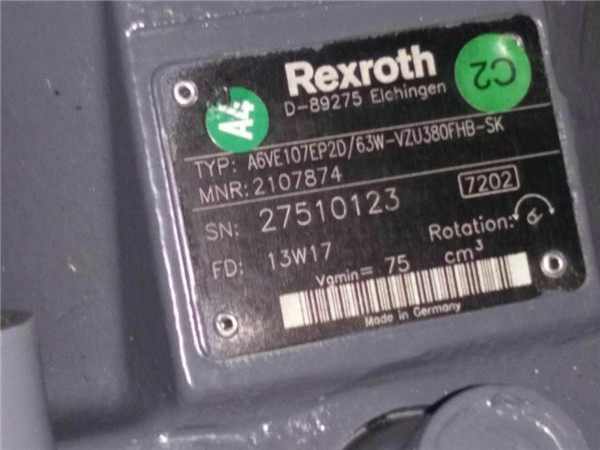 Rexroth
D-89275 Elchingen
A4
C2
TYP: A6VE107EP2D/63W-VZU380FHB-SK
MNR: 2107874
SN: 27510123
7202
FD: 13W17
Rotation:
Vgmin= 75 cm³
Made in Germany